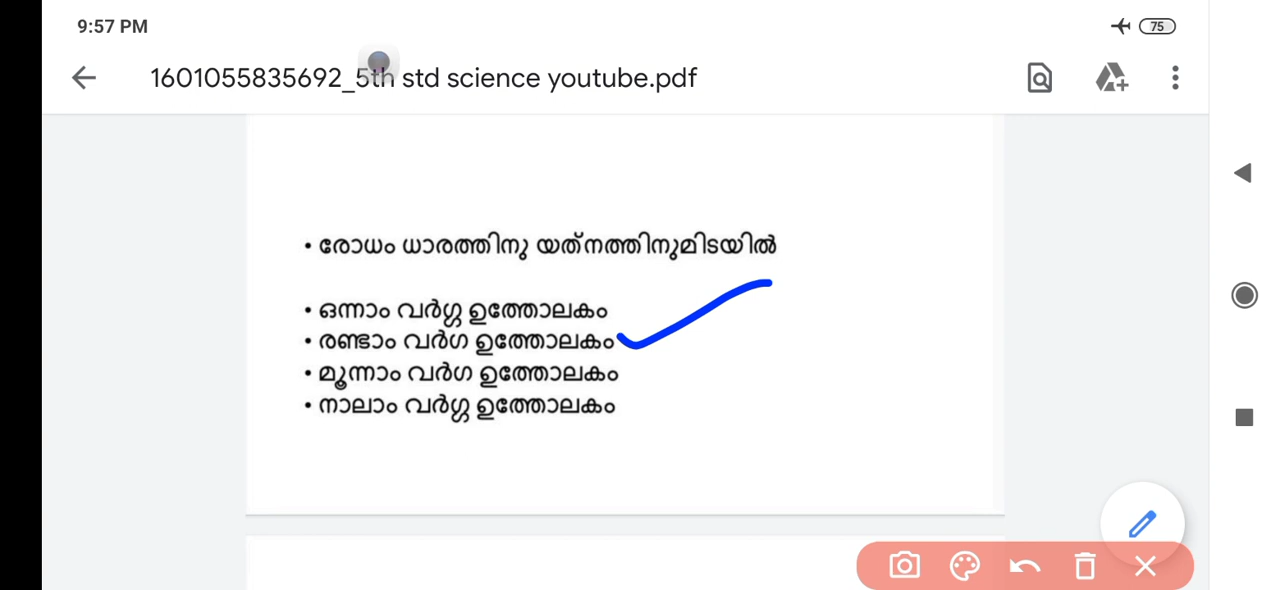 9:57 PM
75
1601055835692_5th std science youtube.pdf
• രോധം ധാരത്തിനു യത്നത്തിനുമിടയിൽ
• ഒന്നാം വർഗ്ഗ ഉത്തോലകം
• രണ്ടാം വർഗ ഉത്തോലകം
• മൂന്നാം വർഗ ഉത്തോലകം
• നാലാം വർഗ്ഗ ഉത്തോലകം